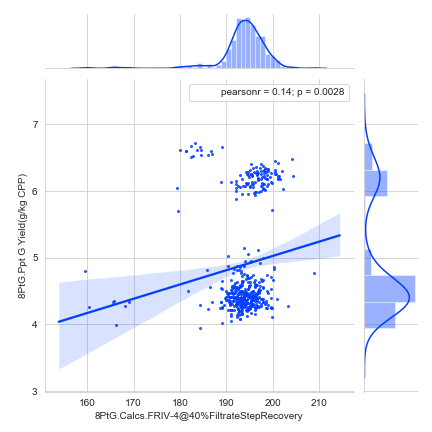 pearsonr = 0.14; p = 0.0028
8PtG.Ppt G Yield(g/kg CPP)
7
6
5
4
3
160 170 180 190 200 210
8PtG.Calcs.FRIV-4@40%FiltrateStepRecovery